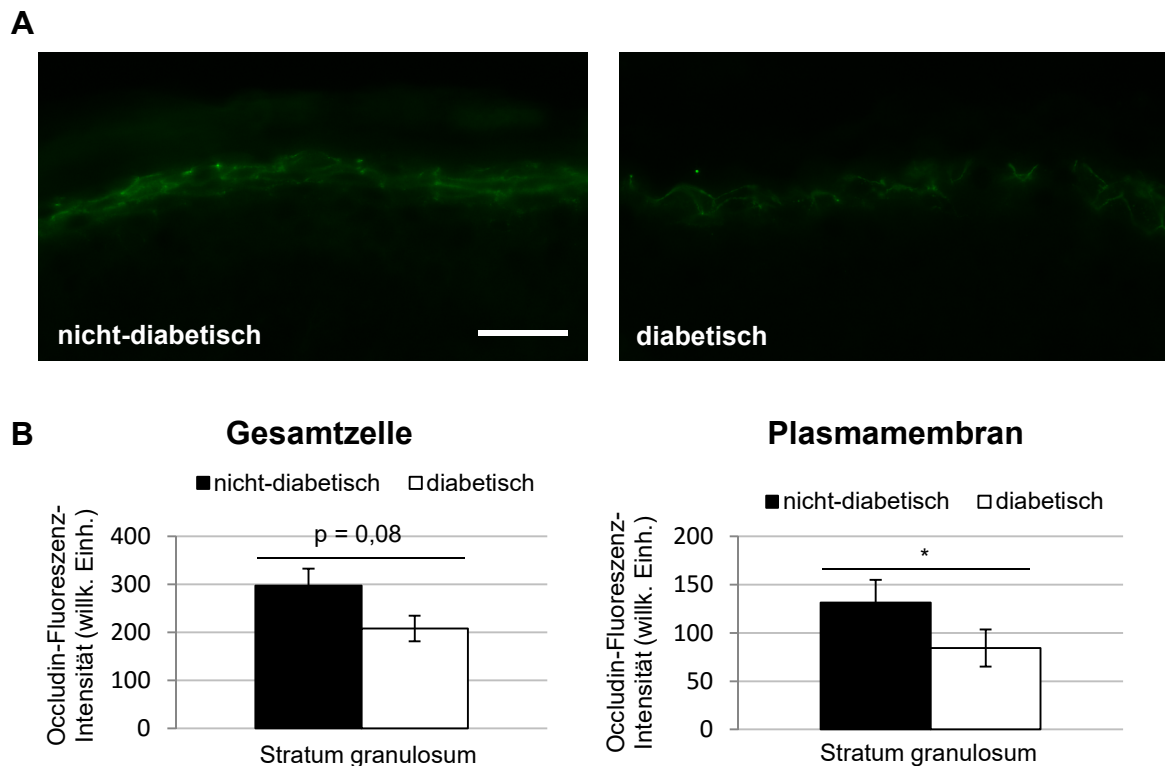 A
nicht-diabetisch
diabetisch
B
Gesamtzelle
nicht-diabetisch diabetisch
Occludin-Fluoreszenz-
Intensität (willk. Einh.)
400
300
200
100
0
p = 0,08
Stratum granulosum
Plasmamembran
nicht-diabetisch diabetisch
Occludin-Fluoreszenz-
Intensität (willk. Einh.)
200
150
100
50
0
*
Stratum granulosum